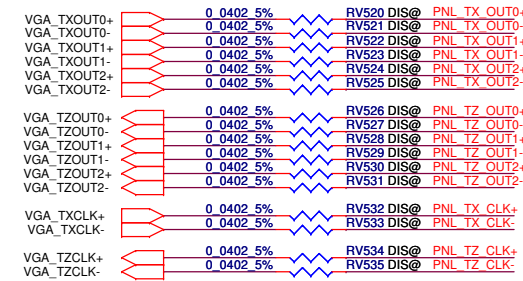 VGA_TXOUT0+ 0_0402_5% RV520 DIS@ PNL_TX_OUT0+
VGA_TXOUT0- 0_0402_5% RV521 DIS@ PNL_TX_OUT0-
VGA_TXOUT1+ 0_0402_5% RV522 DIS@ PNL_TX_OUT1+
VGA_TXOUT1- 0_0402_5% RV523 DIS@ PNL_TX_OUT1-
VGA_TXOUT2+ 0_0402_5% RV524 DIS@ PNL_TX_OUT2+
VGA_TXOUT2- 0_0402_5% RV525 DIS@ PNL_TX_OUT2-
VGA_TZOUT0+ 0_0402_5% RV526 DIS@ PNL_TZ_OUT0+
VGA_TZOUT0- 0_0402_5% RV527 DIS@ PNL_TZ_OUT0-
VGA_TZOUT1+ 0_0402_5% RV528 DIS@ PNL_TZ_OUT1+
VGA_TZOUT1- 0_0402_5% RV529 DIS@ PNL_TZ_OUT1-
VGA_TZOUT2+ 0_0402_5% RV530 DIS@ PNL_TZ_OUT2+
VGA_TZOUT2- 0_0402_5% RV531 DIS@ PNL_TZ_OUT2-
VGA_TXCLK+ 0_0402_5% RV532 DIS@ PNL_TX_CLK+
VGA_TXCLK- 0_0402_5% RV533 DIS@ PNL_TX_CLK-
VGA_TZCLK+ 0_0402_5% RV534 DIS@ PNL_TZ_CLK+
VGA_TZCLK- 0_0402_5% RV535 DIS@ PNL_TZ_CLK-